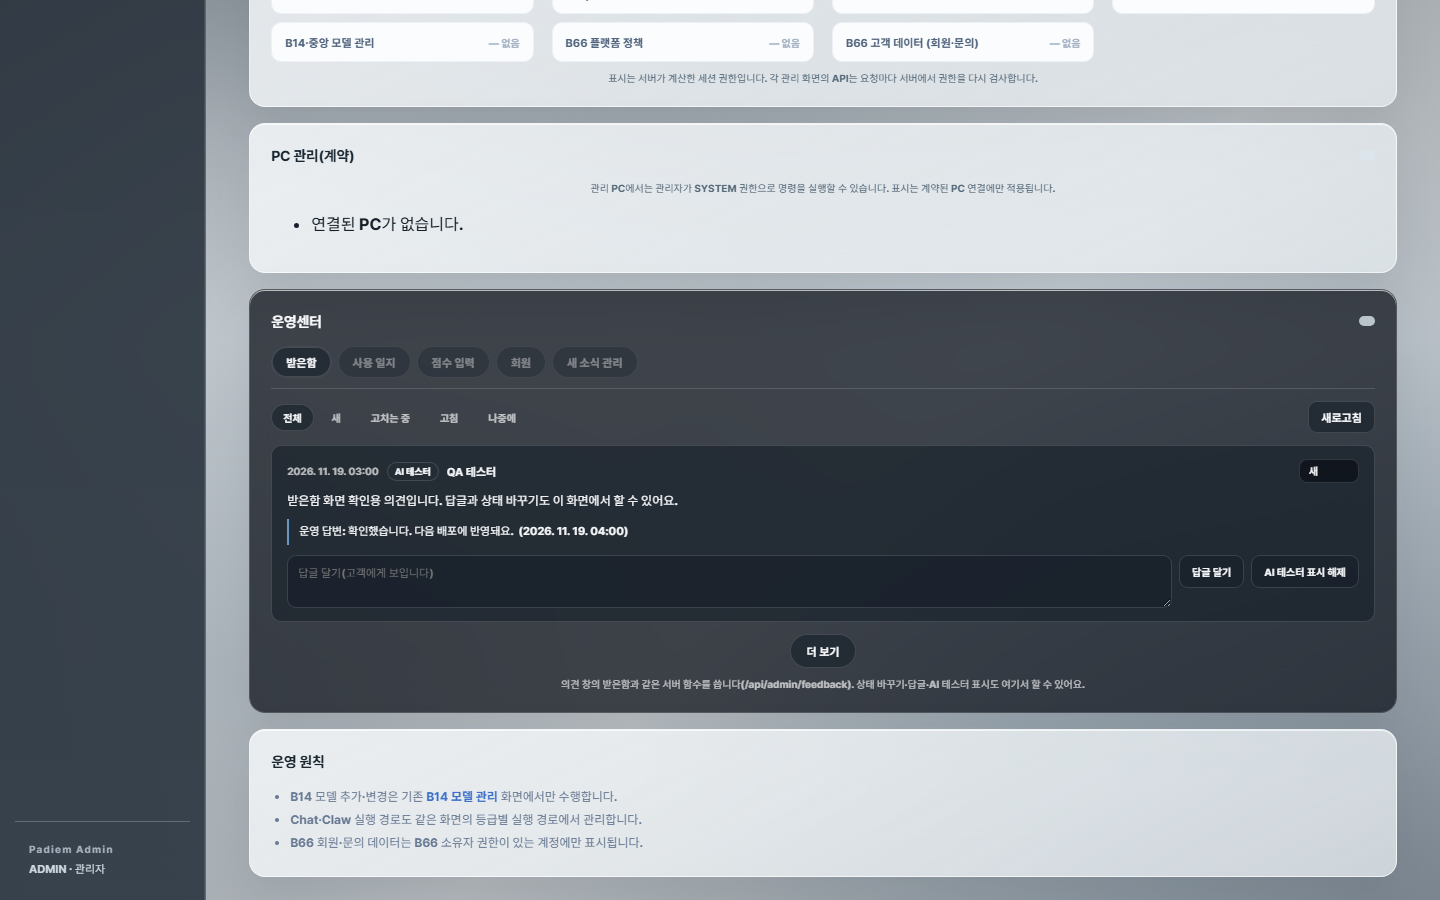 B14·중앙 모델 관리 — 없음 B66 플랫폼 정책 — 없음 B66 고객 데이터 (회원·문의) — 없음
표시는 서버가 계산한 세션 권한입니다. 각 관리 화면의 API는 요청마다 서버에서 권한을 다시 검사합니다.
PC 관리(계약)
관리 PC에서는 관리자가 SYSTEM 권한으로 명령을 실행할 수 있습니다. 표시는 계약된 PC 연결에만 적용됩니다.
• 연결된 PC가 없습니다.
운영센터
받은함 사용 일지 점수 입력 회원 새 소식 관리
전체 새 고치는 중 고침 나중에 새로고침
2026. 11. 19. 03:00 AI 테스터 QA 테스터 새
받은함 화면 확인용 의견입니다. 답글과 상태 바꾸기도 이 화면에서 할 수 있어요.
운영 답변: 확인했습니다. 다음 배포에 반영돼요. (2026. 11. 19. 04:00)
답글 달기(고객에게 보입니다) 답글 달기 AI 테스터 표시 해제
더 보기
의견 창의 받은함과 같은 서버 함수를 씁니다(/api/admin/feedback). 상태 바꾸기·답글·AI 테스터 표시도 여기서 할 수 있어요.
운영 원칙
• B14 모델 추가·변경은 기존 B14 모델 관리 화면에서만 수행합니다.
• Chat·Claw 실행 경로도 같은 화면의 등급별 실행 경로에서 관리합니다.
• B66 회원·문의 데이터는 B66 소유자 권한이 있는 계정에만 표시됩니다.
Padiem Admin
ADMIN · 관리자